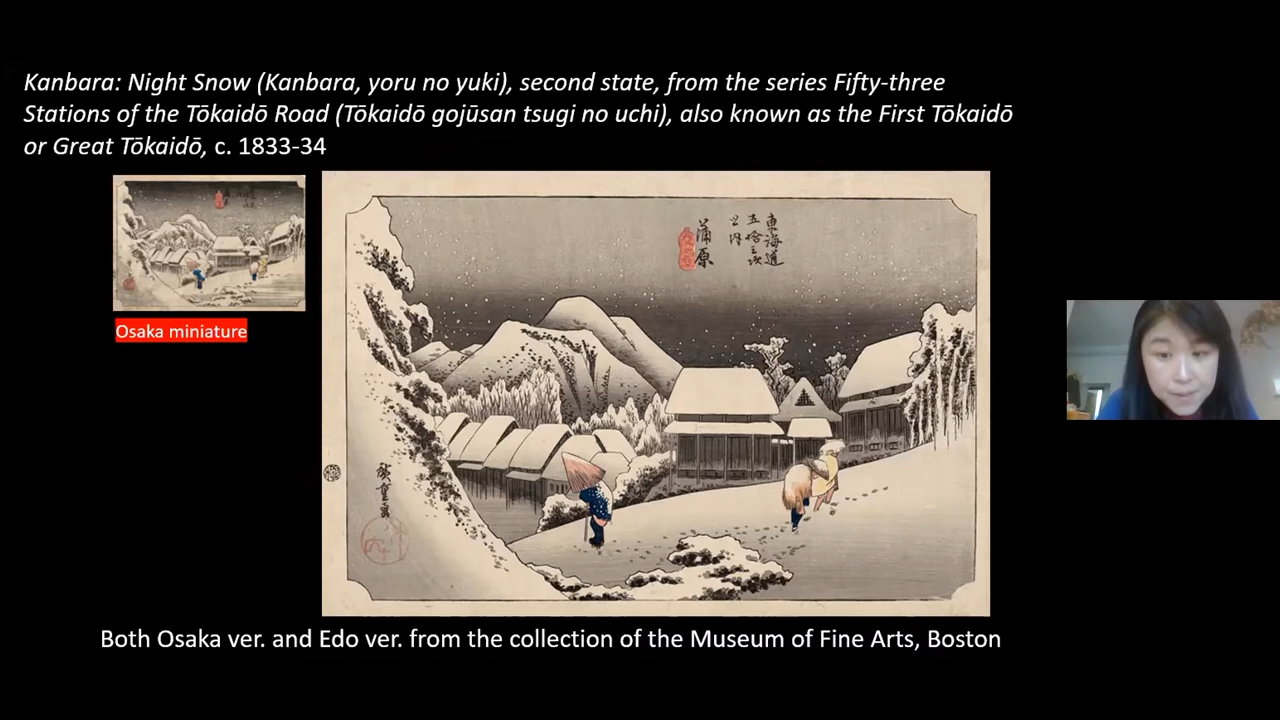 Kanbara: Night Snow (Kanbara, yoru no yuki), second state, from the series Fifty-three
Stations of the Tōkaidō Road (Tōkaidō gojūsan tsugi no uchi), also known as the First Tōkaidō
or Great Tōkaidō, c. 1833-34
東海道
五拾三次
之内
蒲原
廣重画
Osaka miniature
Both Osaka ver. and Edo ver. from the collection of the Museum of Fine Arts, Boston